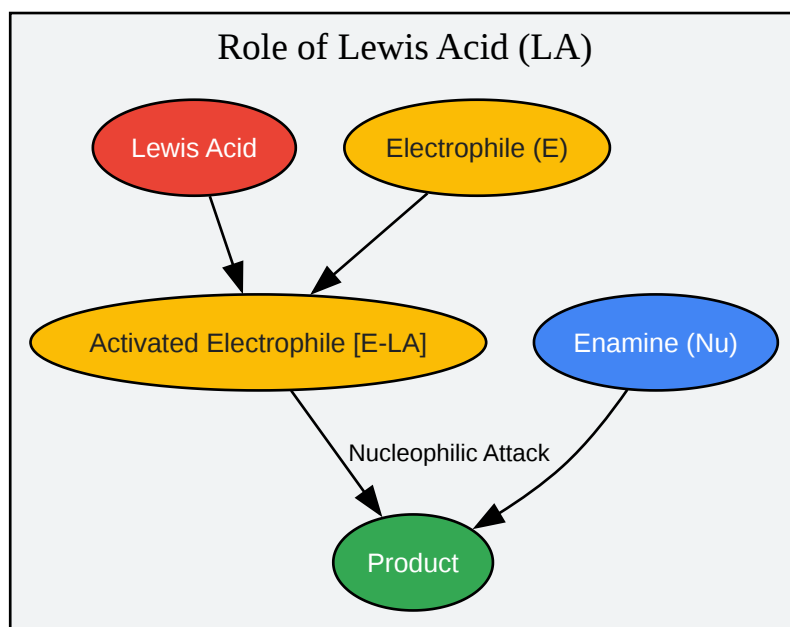 Role of Lewis Acid (LA)
Lewis Acid
Electrophile (E)
Activated Electrophile [E-LA]
Enamine (Nu)
Nucleophilic Attack
Product